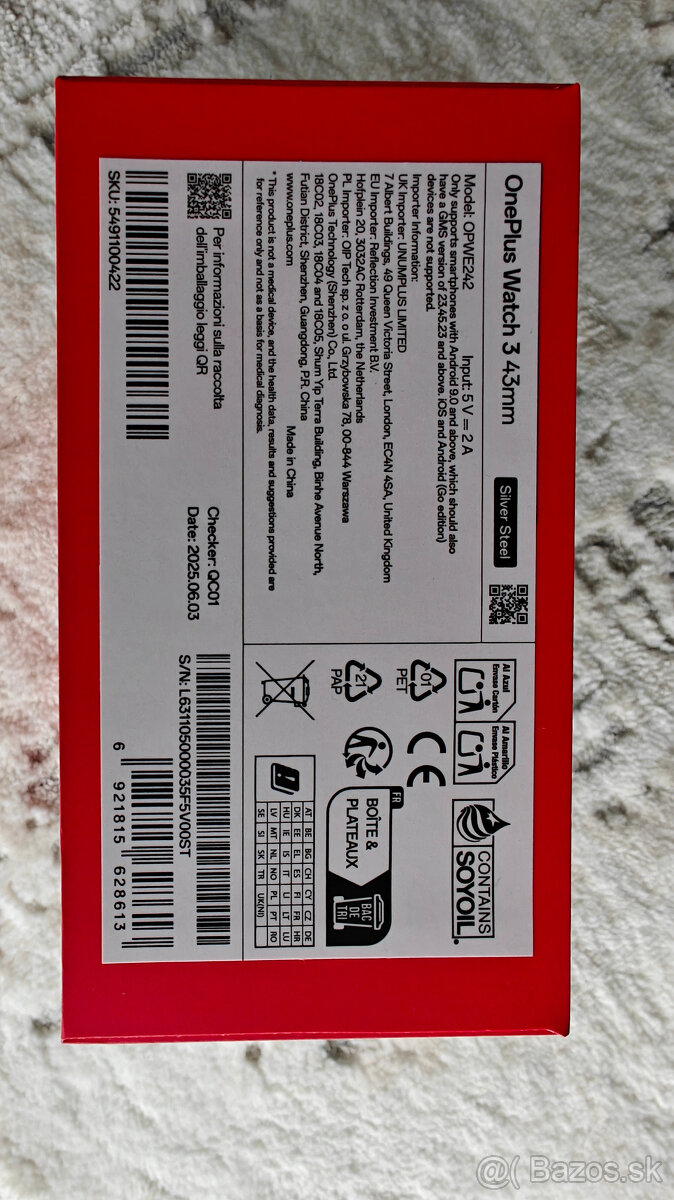 OnePlus Watch 3 43mm
Silver Steel
Model: OPWE242 Input: 5 V ⎓ 2 A
Only supports smartphones with Android 9.0 and above, which should also
have a GMS version of 23.45.23 and above. iOS and Android (Go edition)
devices are not supported.
Importer Information:
UK Importer: UNUMPLUS LIMITED
7 Albert Buildings, 49 Queen Victoria Street, London, EC4N 4SA, United Kingdom
EU Importer: Reflection Investment B.V.
Hofplein 20, 3032AC Rotterdam, the Netherlands
PL Importer: OIP Tech sp. z o. o ul. Grzybowska 78, 00-844 Warszawa
OnePlus Technology (Shenzhen) Co., Ltd.
18C02, 18C03, 18C04 and 18C05, Shum Yip Terra Building, Binhe Avenue North,
Futian District, Shenzhen, Guangdong, P.R. China
www.oneplus.com Made in China
* This product is not a medical device, and the health data, results and suggestions provided are
for reference only and not as a basis for medical diagnosis.
Al Azul
Envase Cartón
Al Amarillo
Envase Plástico
CONTAINS
SOYOIL.
01
PET
CE
21
PAP
FR
BOÎTE &
PLATEAUX
BAC
DE
TRI
AT BE BG CH CY CZ DE
DK EE EL ES FI FR HR
HU IE IS IT LI LT LU
LV MT NL NO PL PT RO
SE SI SK TR UK(NI)
Per informazioni sulla raccolta
dell'imballaggio leggi QR
Checker: QC01
Date: 2025.06.03
SKU: 5491100422
S/N: L631105000035F5V00ST
6 921815 628613
@( Bazos.sk